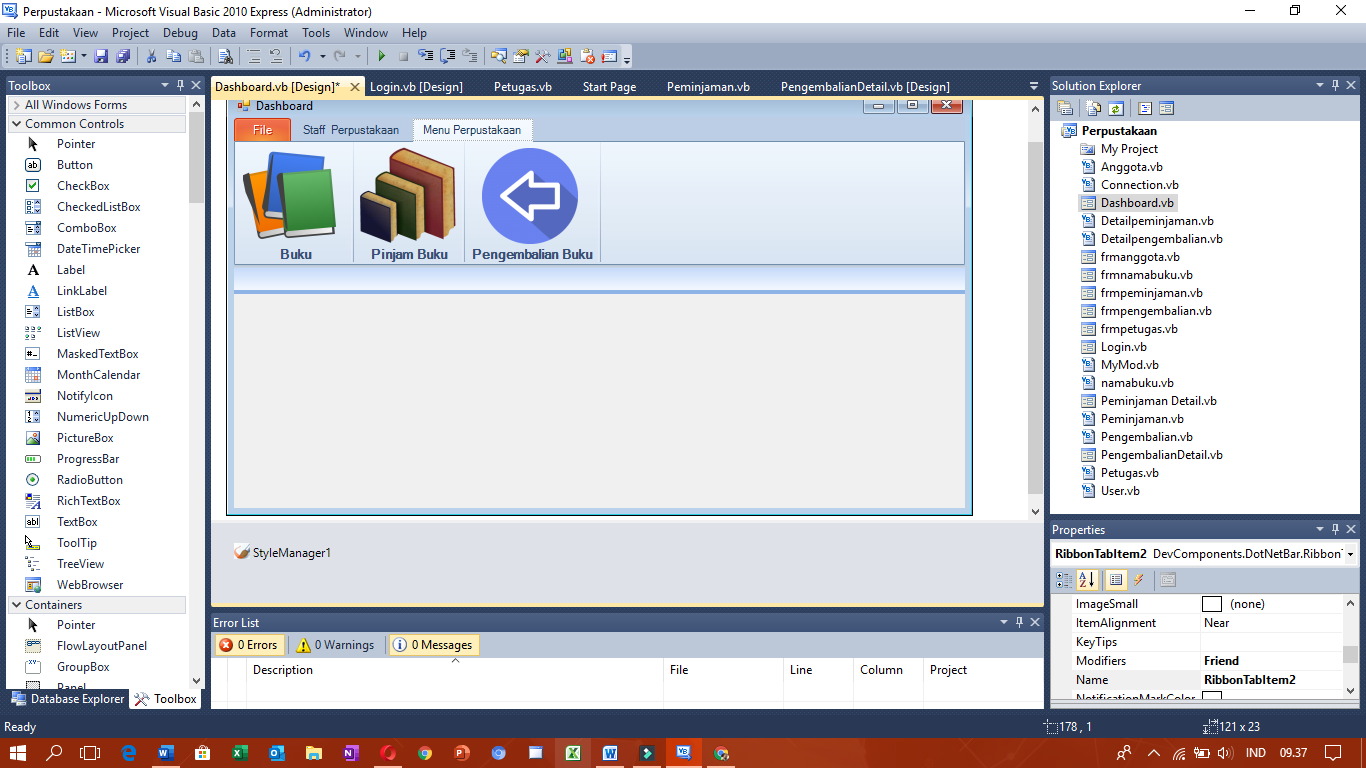 Perpustakaan - Microsoft Visual Basic 2010 Express (Administrator)
File Edit View Project Debug Data Format Tools Window Help
Toolbox
All Windows Forms
Common Controls
Pointer
Button
CheckBox
CheckedListBox
ComboBox
DateTimePicker
Label
LinkLabel
ListBox
ListView
MaskedTextBox
MonthCalendar
NotifyIcon
NumericUpDown
PictureBox
ProgressBar
RadioButton
RichTextBox
TextBox
ToolTip
TreeView
WebBrowser
Containers
Pointer
FlowLayoutPanel
GroupBox
Panel
Database Explorer Toolbox
Dashboard.vb [Design]* Login.vb [Design] Petugas.vb Start Page Peminjaman.vb PengembalianDetail.vb [Design]
Dashboard
File Staff Perpustakaan Menu Perpustakaan
Buku Pinjam Buku Pengembalian Buku
StyleManager1
Error List
0 Errors 0 Warnings 0 Messages
Description File Line Column Project
Solution Explorer
Perpustakaan
My Project
Anggota.vb
Connection.vb
Dashboard.vb
Detailpeminjaman.vb
Detailpengembalian.vb
frmanggota.vb
frmnamabuku.vb
frmpeminjaman.vb
frmpengembalian.vb
frmpetugas.vb
Login.vb
MyMod.vb
namabuku.vb
Peminjaman Detail.vb
Peminjaman.vb
Pengembalian.vb
PengembalianDetail.vb
Petugas.vb
User.vb
Properties
RibbonTabItem2 DevComponents.DotNetBar.RibbonT
ImageSmall (none)
ItemAlignment Near
KeyTips
Modifiers Friend
Name RibbonTabItem2
NotificationMarkColor
Ready 178 , 1 121 x 23
IND 09.37